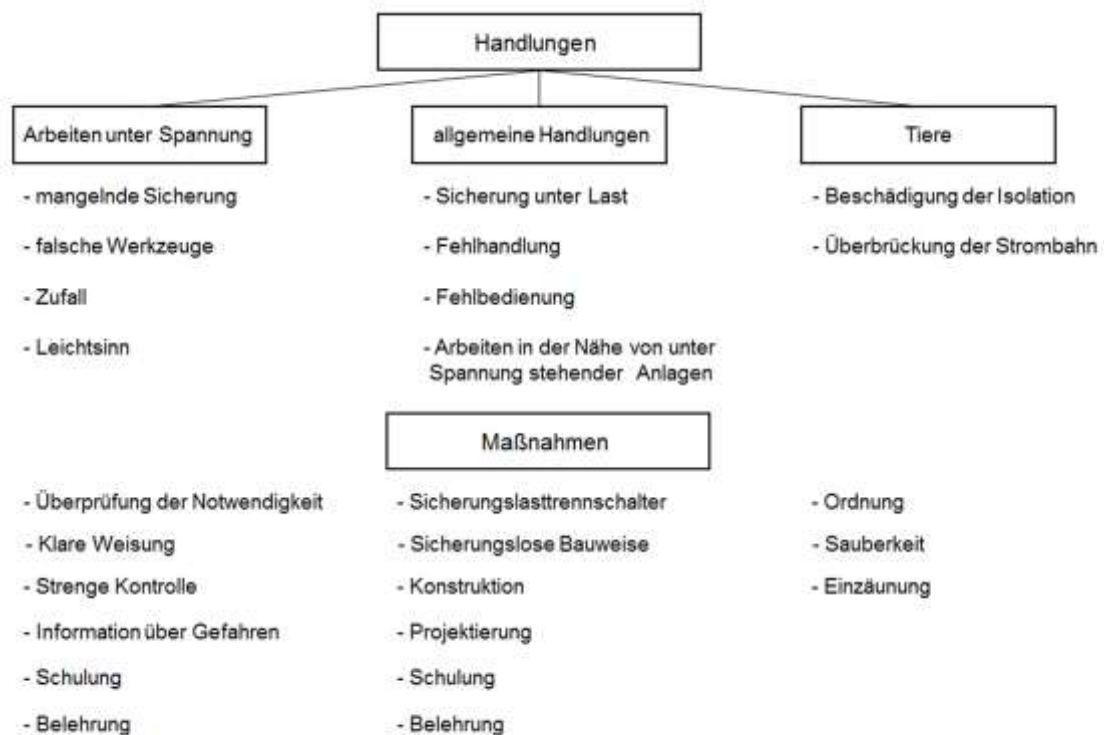 Handlungen
Arbeiten unter Spannung
- mangelnde Sicherung
- falsche Werkzeuge
- Zufall
- Leichtsinn
allgemeine Handlungen
- Sicherung unter Last
- Fehlhandlung
- Fehlbedienung
- Arbeiten in der Nähe von unter
Spannung stehender Anlagen
Tiere
- Beschädigung der Isolation
- Überbrückung der Strombahn
Maßnahmen
- Überprüfung der Notwendigkeit
- Klare Weisung
- Strenge Kontrolle
- Information über Gefahren
- Schulung
- Belehrung
- Sicherungslasttrennschalter
- Sicherungslose Bauweise
- Konstruktion
- Projektierung
- Schulung
- Belehrung
- Ordnung
- Sauberkeit
- Einzäunung